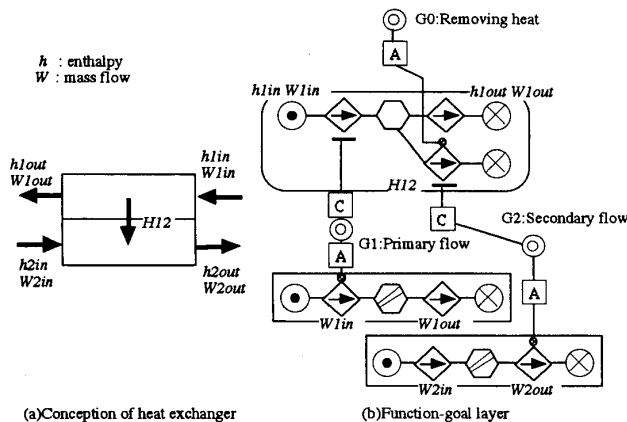 G0:Removing heat
A
h : enthalpy
W : mass flow
h1in W1in
h1out W1out
h1out
W1out
h1in
W1in
H12
H12
h2in
W2in
h2out
W2out
C
C
G1:Primary flow
G2:Secondary flow
A
A
W1in
W1out
W2in
W2out
(a)Conception of heat exchanger
(b)Function-goal layer